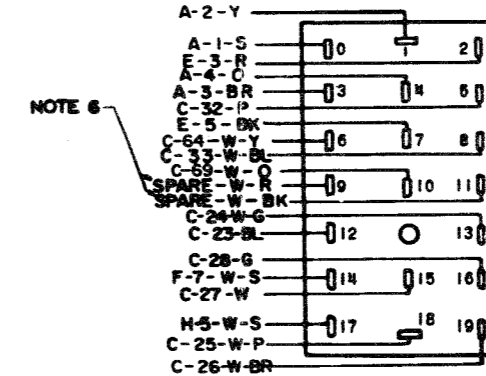 A-2-Y
A-1-S 0 1 2
E-3-R
A-4-O
A-3-BR 3 4 5
NOTE 6 C-32-P
E-5-BK
C-64-W-Y 6 7 8
C-33-W-BL
C-69-W-O
SPARE-W-R 9 10 11
SPARE-W-BK
C-24-W-G
C-23-BL 12 13
C-28-G
F-7-W-S 14 15 16
C-27-W
H-5-W-S 17 18 19
C-25-W-P
C-26-W-BR